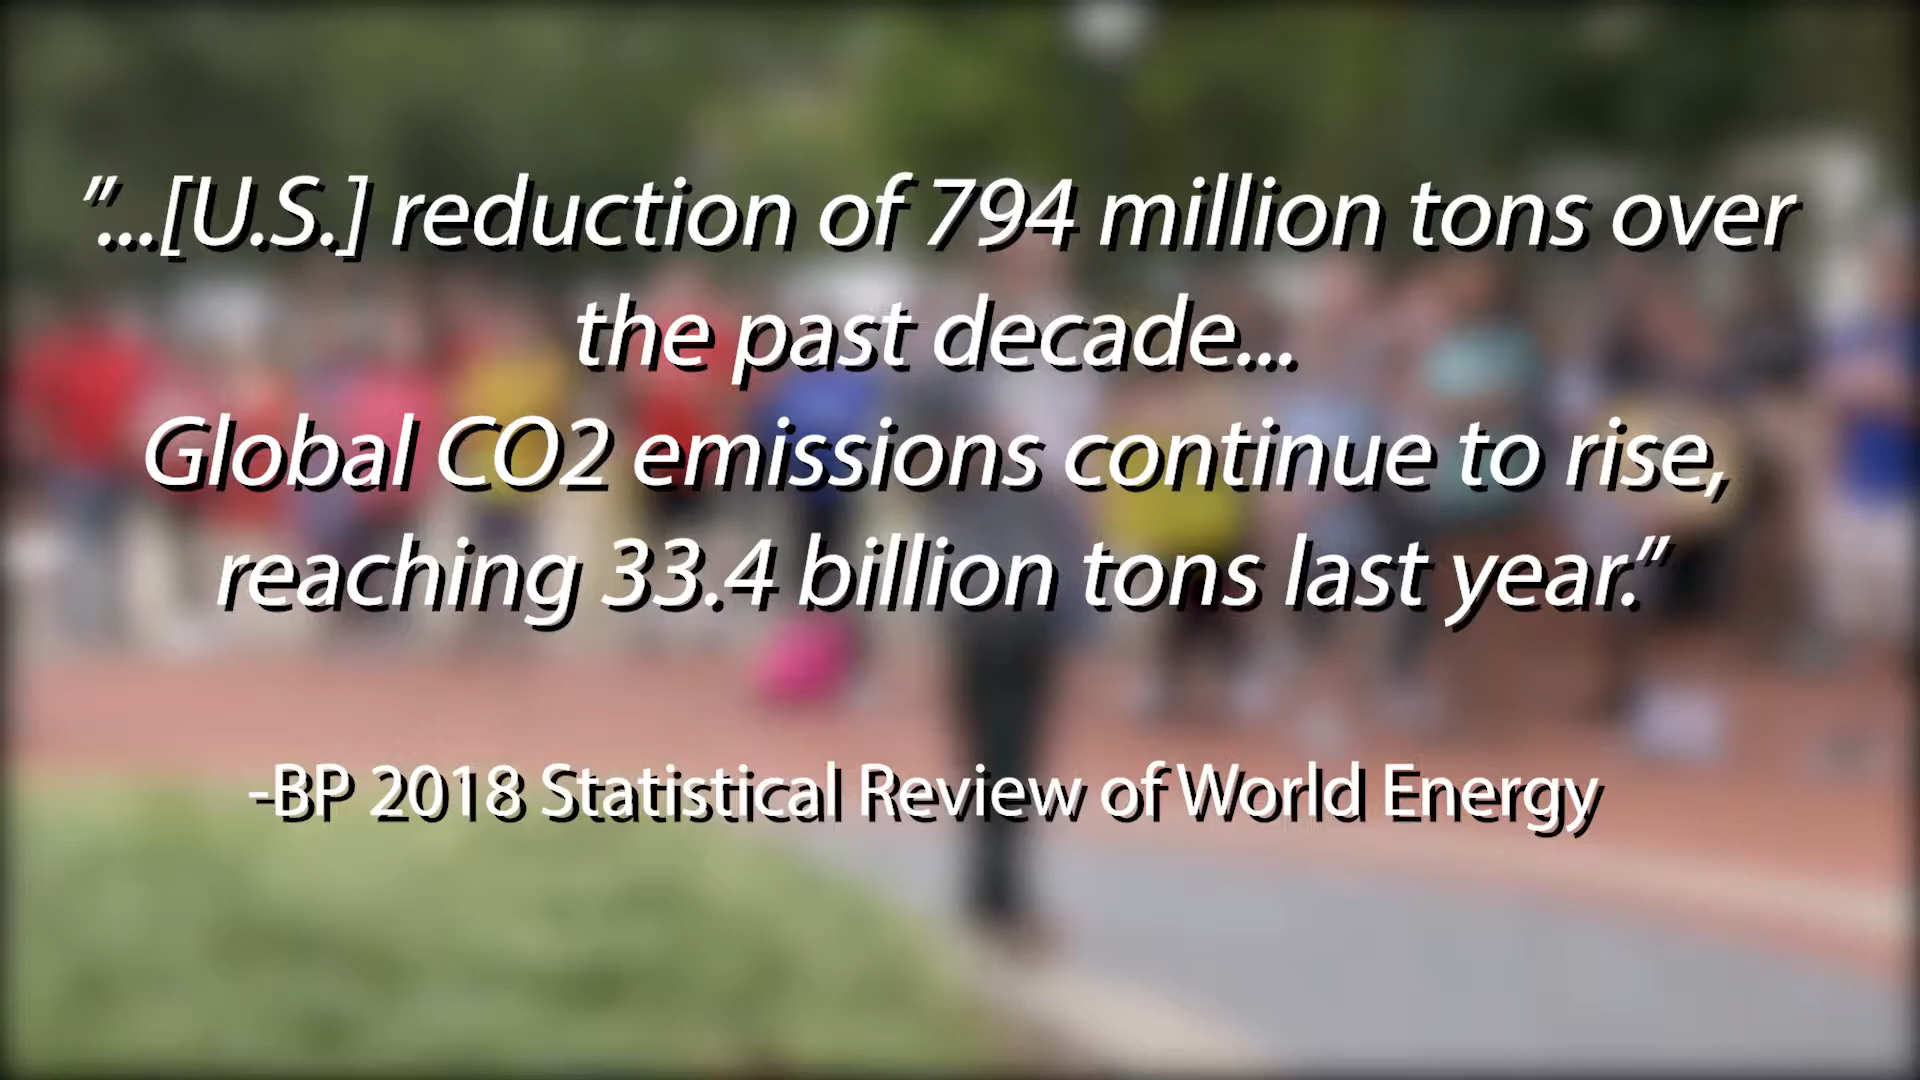 "...[U.S.] reduction of 794 million tons over
the past decade...
Global CO2 emissions continue to rise,
reaching 33.4 billion tons last year."
-BP 2018 Statistical Review of World Energy